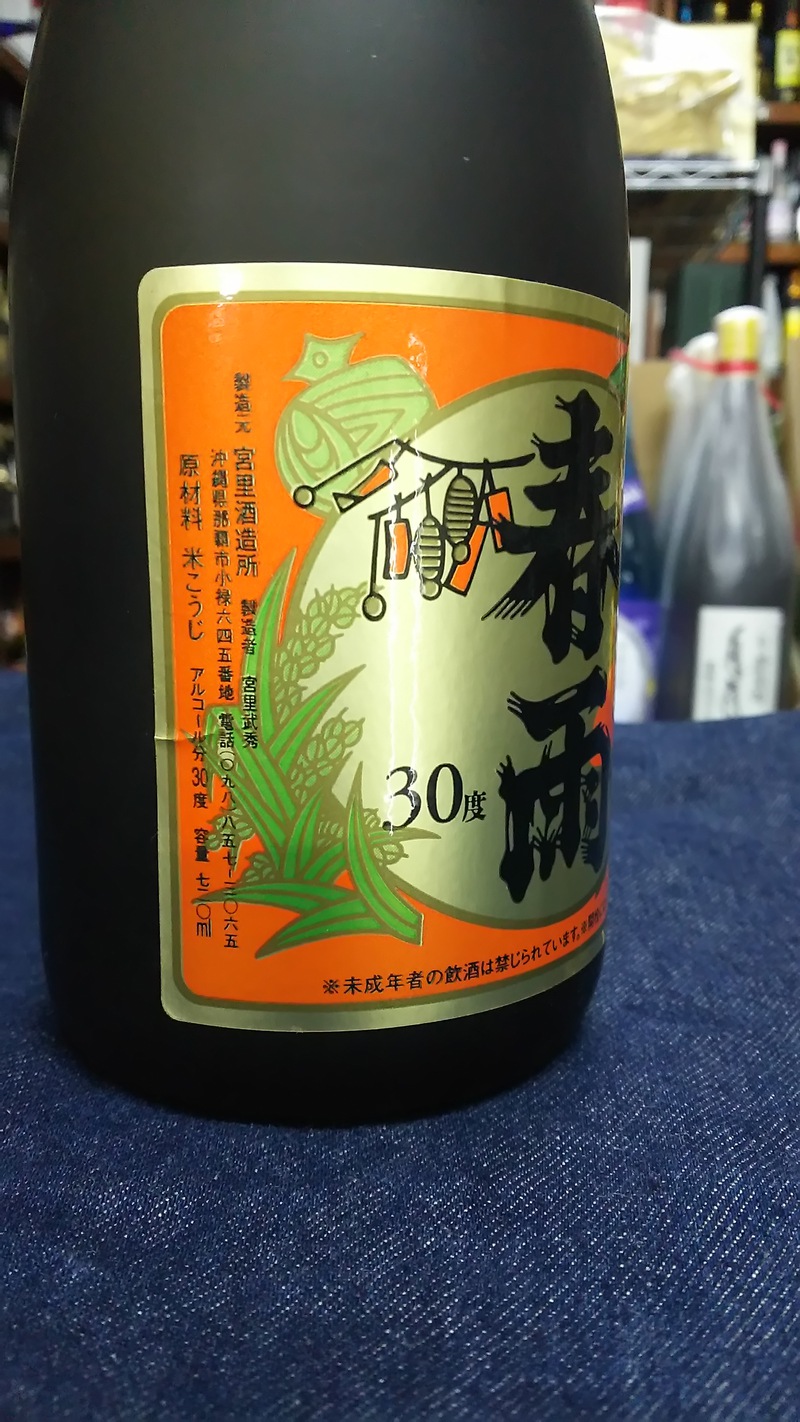 春雨
30度
製造元 宮里酒造所 製造者 宮里武秀
沖縄県那覇市小禄六四五番地 電話(〇九八)八五七-三〇六五
原材料 米こうじ アルコール分30度 容量 七二〇ml
※未成年者の飲酒は禁じられています。